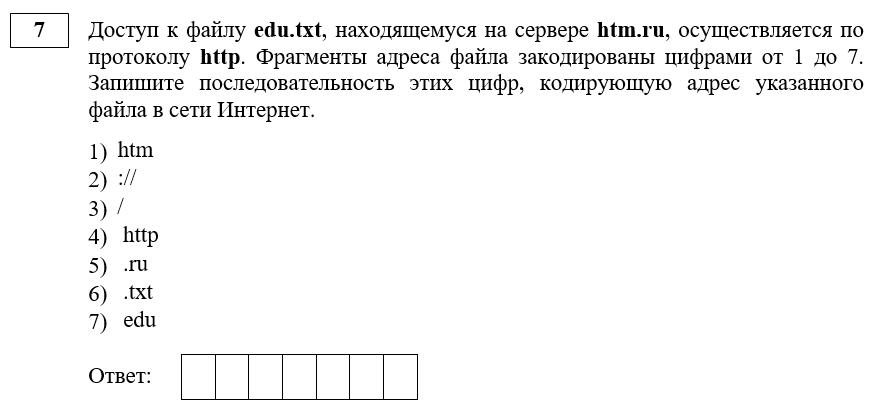 7
Доступ к файлу edu.txt, находящемуся на сервере htm.ru, осуществляется по
протоколу http. Фрагменты адреса файла закодированы цифрами от 1 до 7.
Запишите последовательность этих цифр, кодирующую адрес указанного
файла в сети Интернет.
1) htm
2) ://
3) /
4) http
5) .ru
6) .txt
7) edu
Ответ: